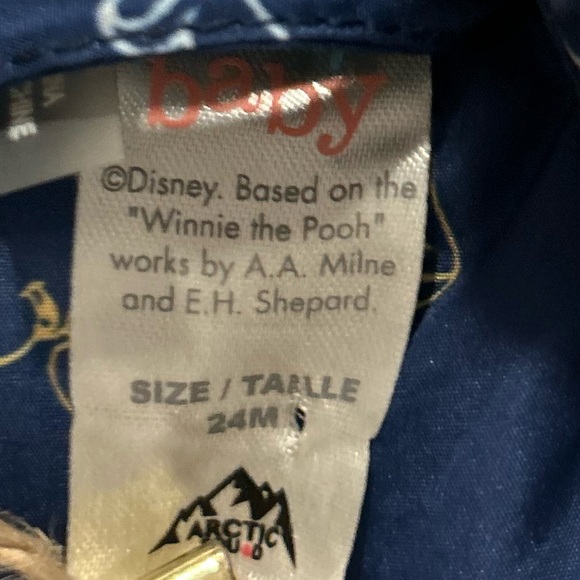 baby
©Disney. Based on the
"Winnie the Pooh"
works by A.A. Milne
and E.H. Shepard.
SIZE / TAILLE
24M
ARCTIC